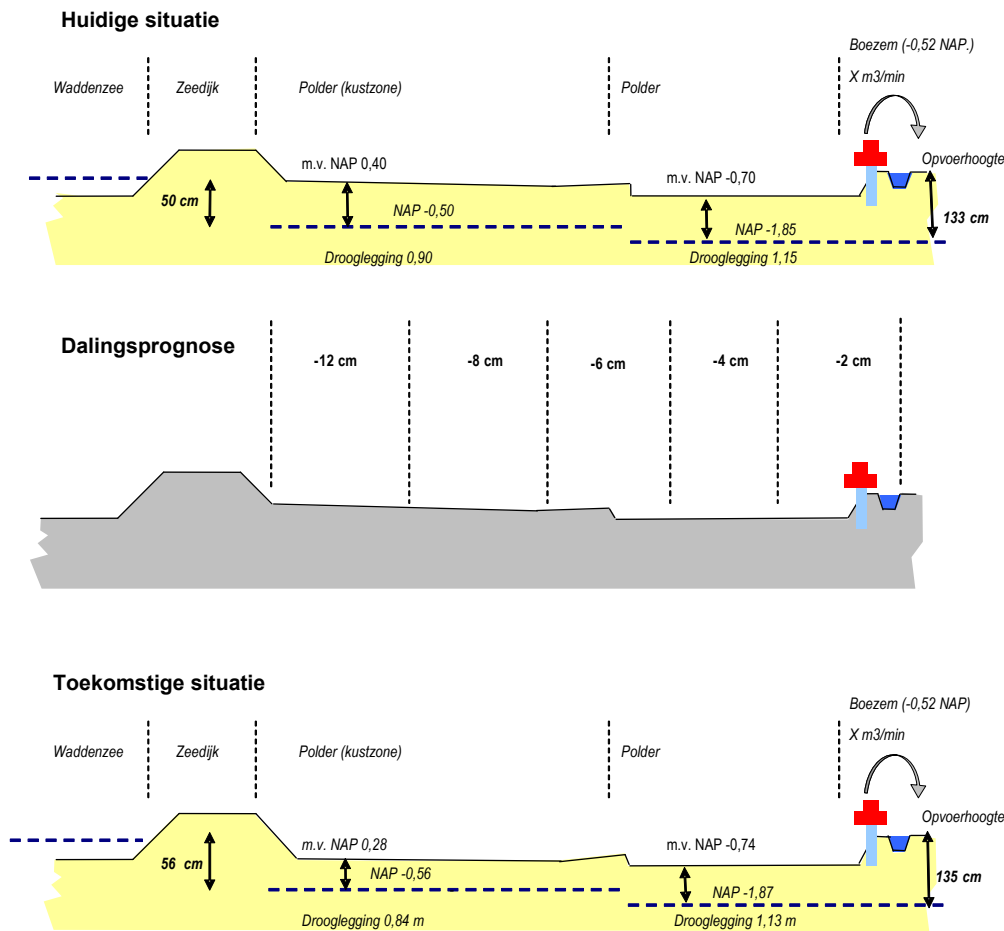 Huidige situatie
Boezem (-0,52 NAP.)
Waddenzee
Zeedijk
Polder (kustzone)
Polder
X m3/min
m.v. NAP 0,40
m.v. NAP -0,70
Opvoerhoogte
50 cm
NAP -0,50
NAP -1,85
133 cm
Drooglegging 0,90
Drooglegging 1,15
Dalingsprognose
-12 cm
-8 cm
-6 cm
-4 cm
-2 cm
Toekomstige situatie
Boezem (-0,52 NAP)
Waddenzee
Zeedijk
Polder (kustzone)
Polder
X m3/min
Opvoerhoogte
m.v. NAP 0,28
m.v. NAP -0,74
56 cm
NAP -0,56
NAP -1,87
135 cm
Drooglegging 0,84 m
Drooglegging 1,13 m